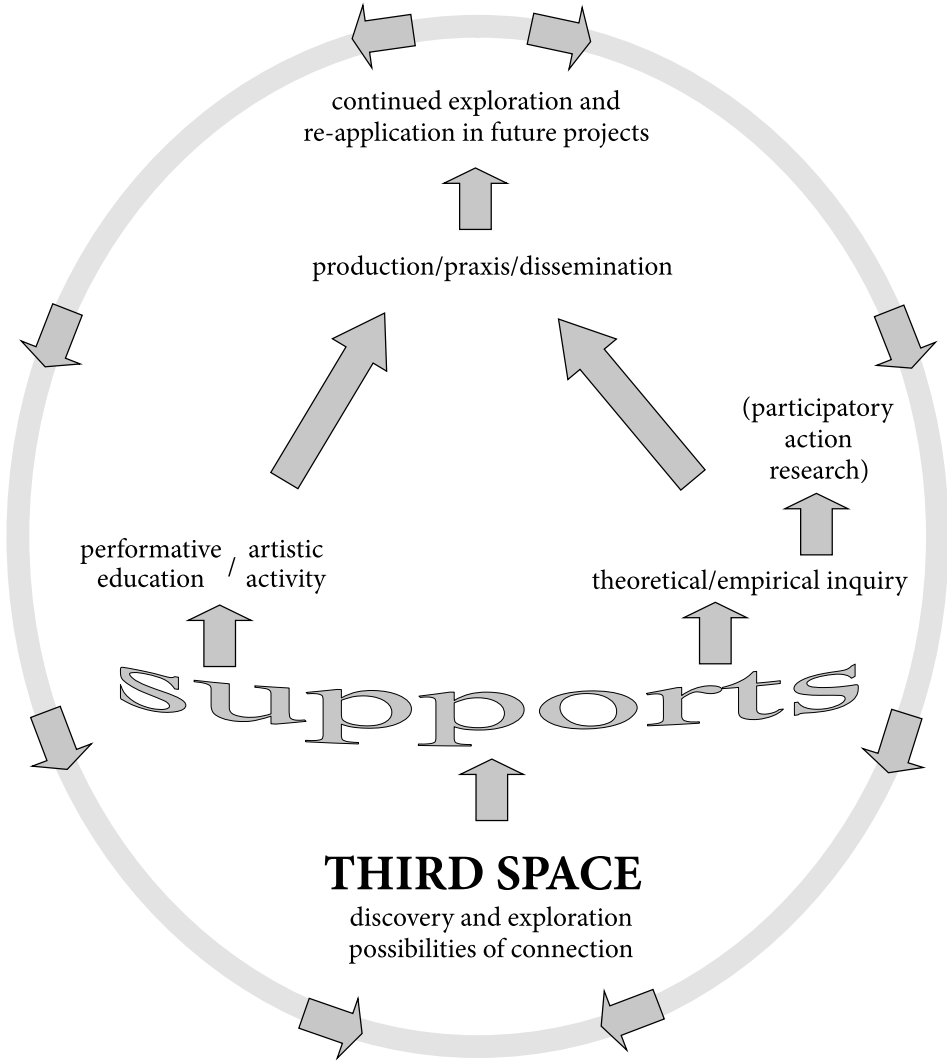 continued exploration and
re-application in future projects
production/praxis/dissemination
(participatory
action
research)
performative / artistic
education activity
theoretical/empirical inquiry
supports
THIRD SPACE
discovery and exploration
possibilities of connection